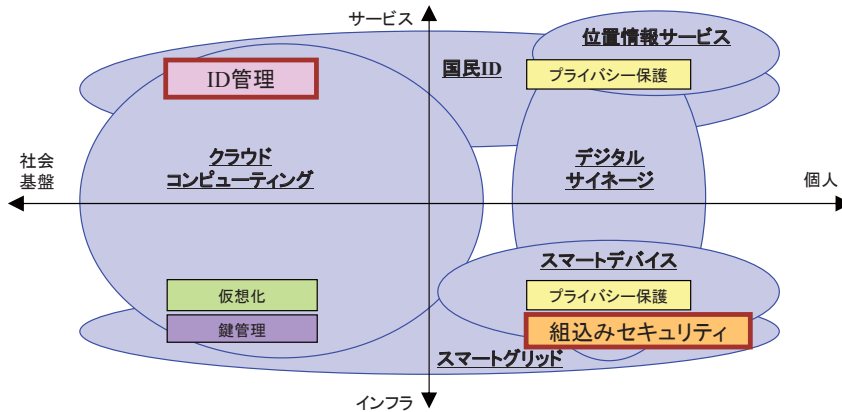 サービス
位置情報サービス
国民ID
ID管理
プライバシー保護
社会
基盤
クラウド
コンピューティング
デジタル
サイネージ
個人
スマートデバイス
仮想化
プライバシー保護
鍵管理
組込みセキュリティ
スマートグリッド
インフラ